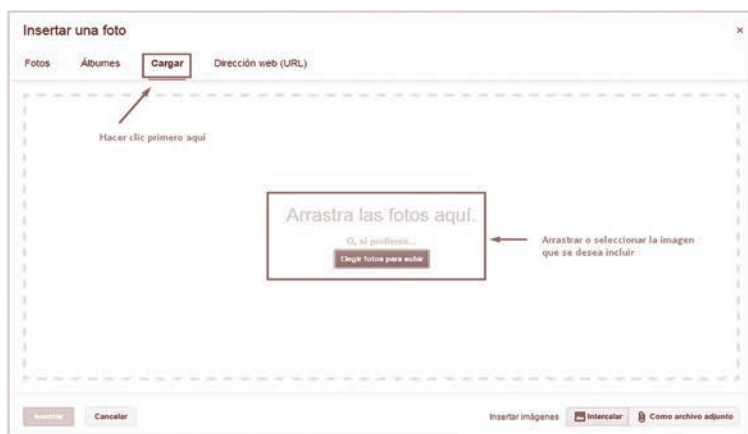 Insertar una foto ×
Fotos Álbumes Cargar Dirección web (URL)
Hacer clic primero aquí
Arrastra las fotos aquí.
O, si prefieres...
Elegir fotos para subir
Arrastrar o seleccionar la imagen
que se desea incluir
Insertar Cancelar Insertar imágenes Intercalar Como archivo adjunto